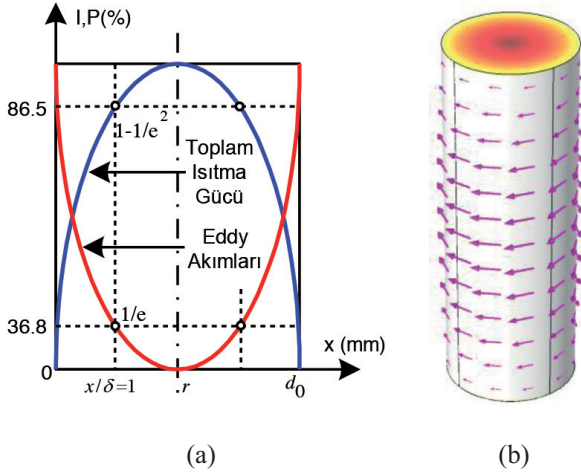 I,P(%)
86.5
1-1/e²
Toplam
Isıtma
Gücü
Eddy
Akımları
1/e
36.8
x (mm)
0
x/δ=1
r
d₀
(a)
(b)